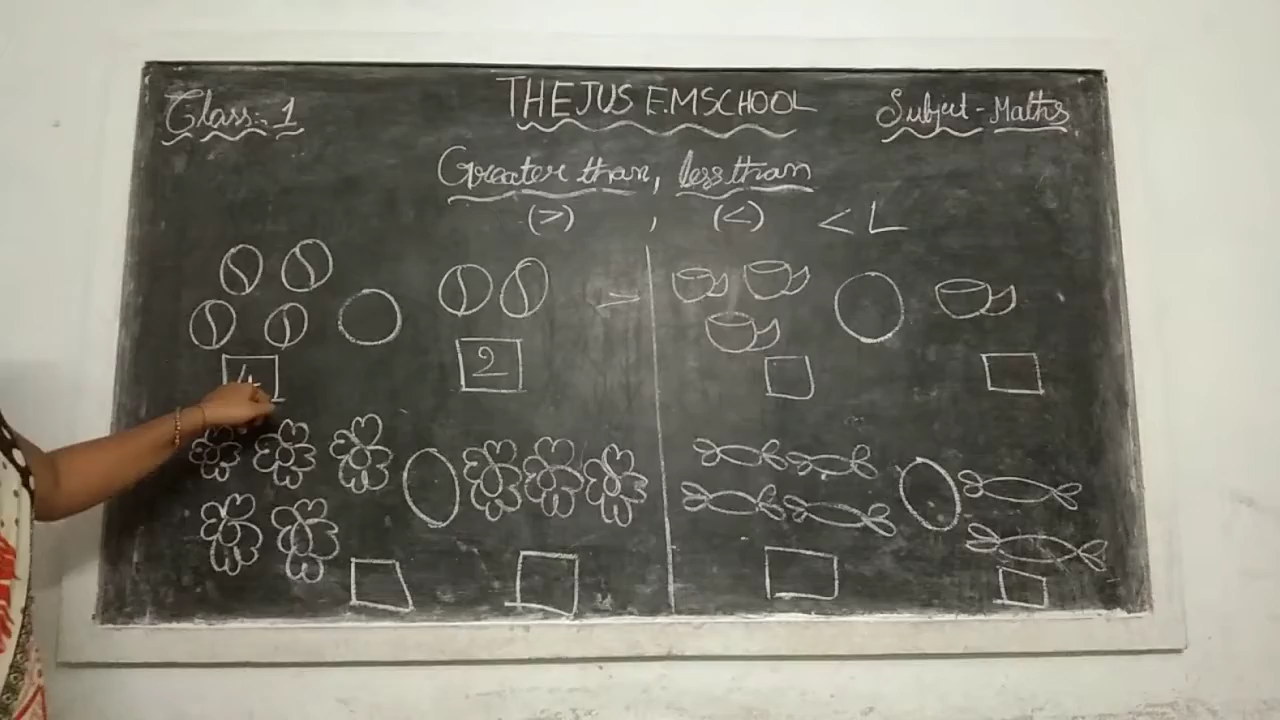 Class:- 1
THEJUS E.M SCHOOL
Subject - Maths
Greater than, less than
(>) , (<) < L
>
4
2